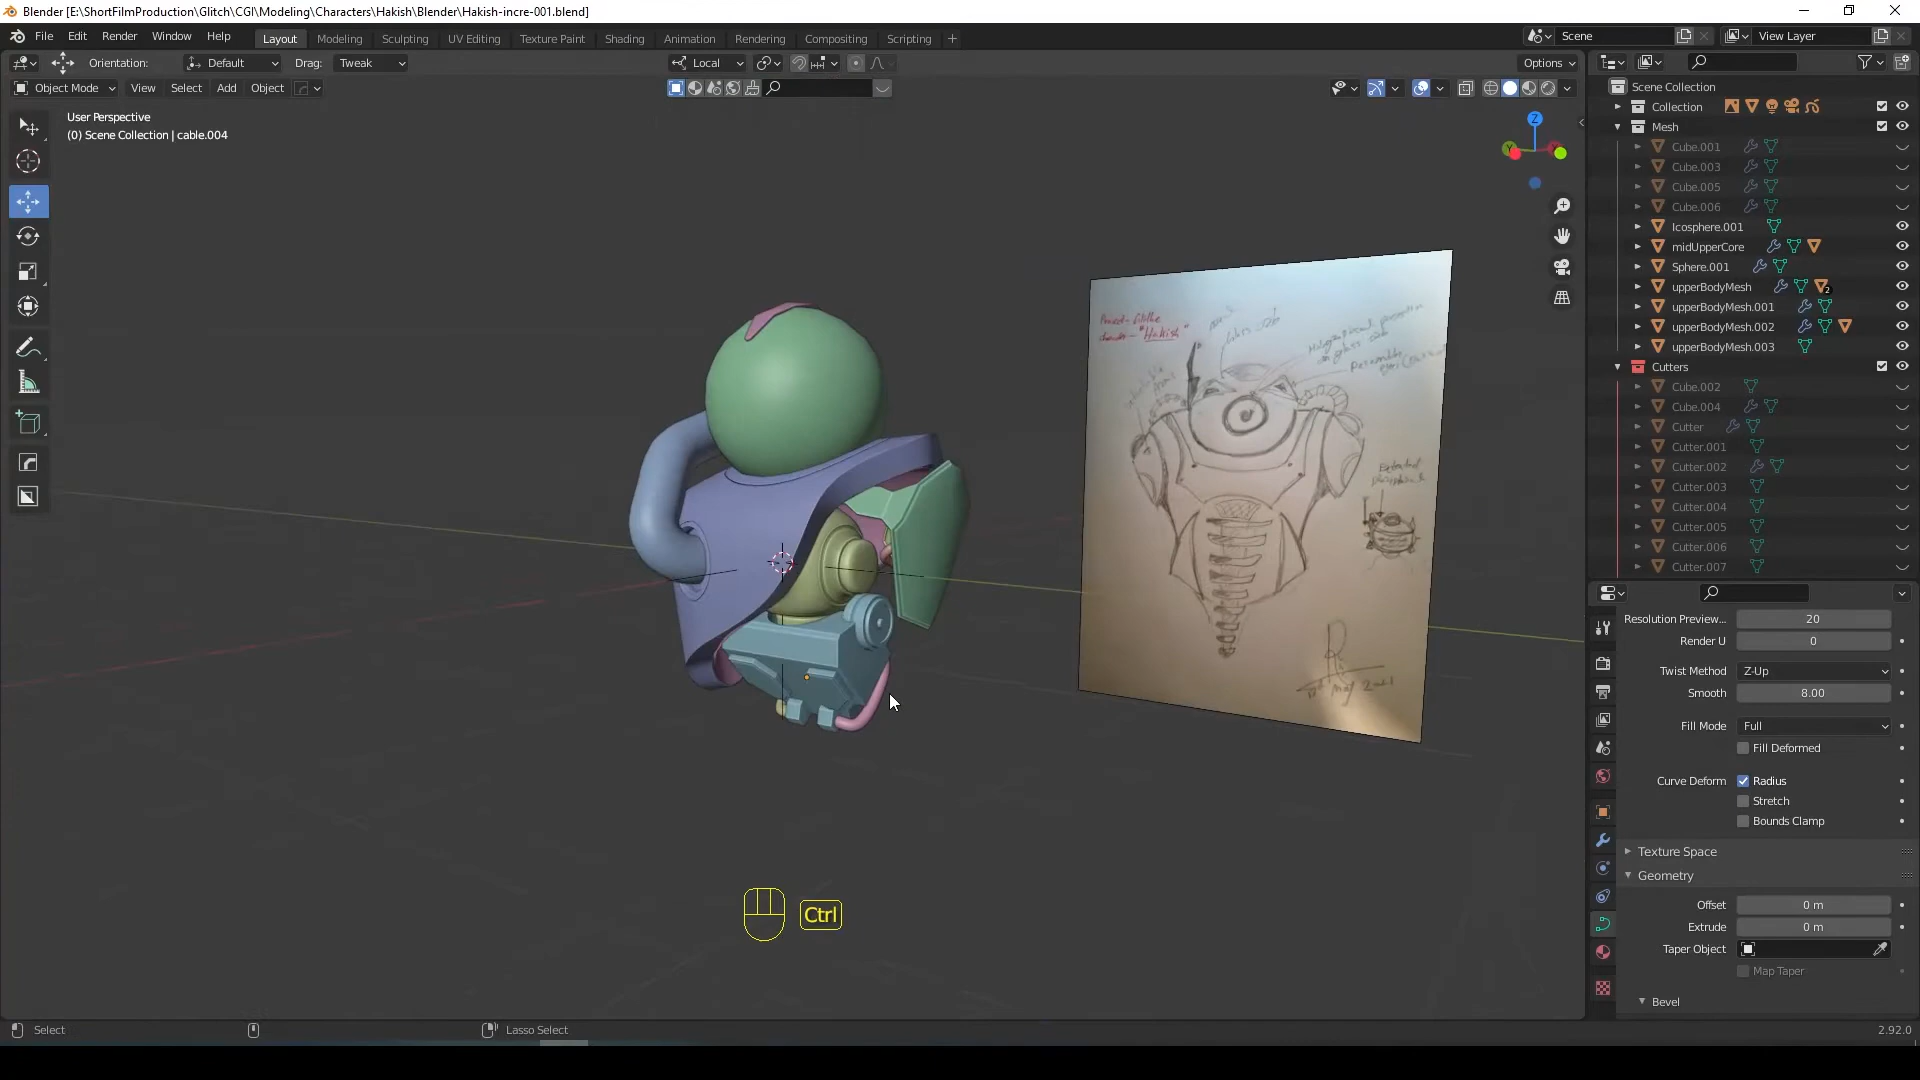 Blender [E:\ShortFilmProduction\Glitch\CGI\Modeling\Characters\Hakish\Blender\Hakish-incre-001.blend]
File Edit Render Window Help Layout Modeling Sculpting UV Editing Texture Paint Shading Animation Rendering Compositing Scripting + Scene View Layer
Orientation: Default Drag: Tweak Local Options
Object Mode View Select Add Object
User Perspective
(0) Scene Collection | cable.004
Z
Y
"Hakish"
May 2021
Ctrl
Scene Collection
Collection
Mesh
Cube.001
Cube.003
Cube.005
Cube.006
Icosphere.001
midUpperCore
Sphere.001
upperBodyMesh 2
upperBodyMesh.001
upperBodyMesh.002
upperBodyMesh.003
Cutters
Cube.002
Cube.004
Cutter
Cutter.001
Cutter.002
Cutter.003
Cutter.004
Cutter.005
Cutter.006
Cutter.007
Resolution Preview... 20
Render U 0
Twist Method Z-Up
Smooth 8.00
Fill Mode Full
Fill Deformed
Curve Deform Radius
Stretch
Bounds Clamp
Texture Space
Geometry
Offset 0 m
Extrude 0 m
Taper Object
Map Taper
Bevel
Select Lasso Select 2.92.0